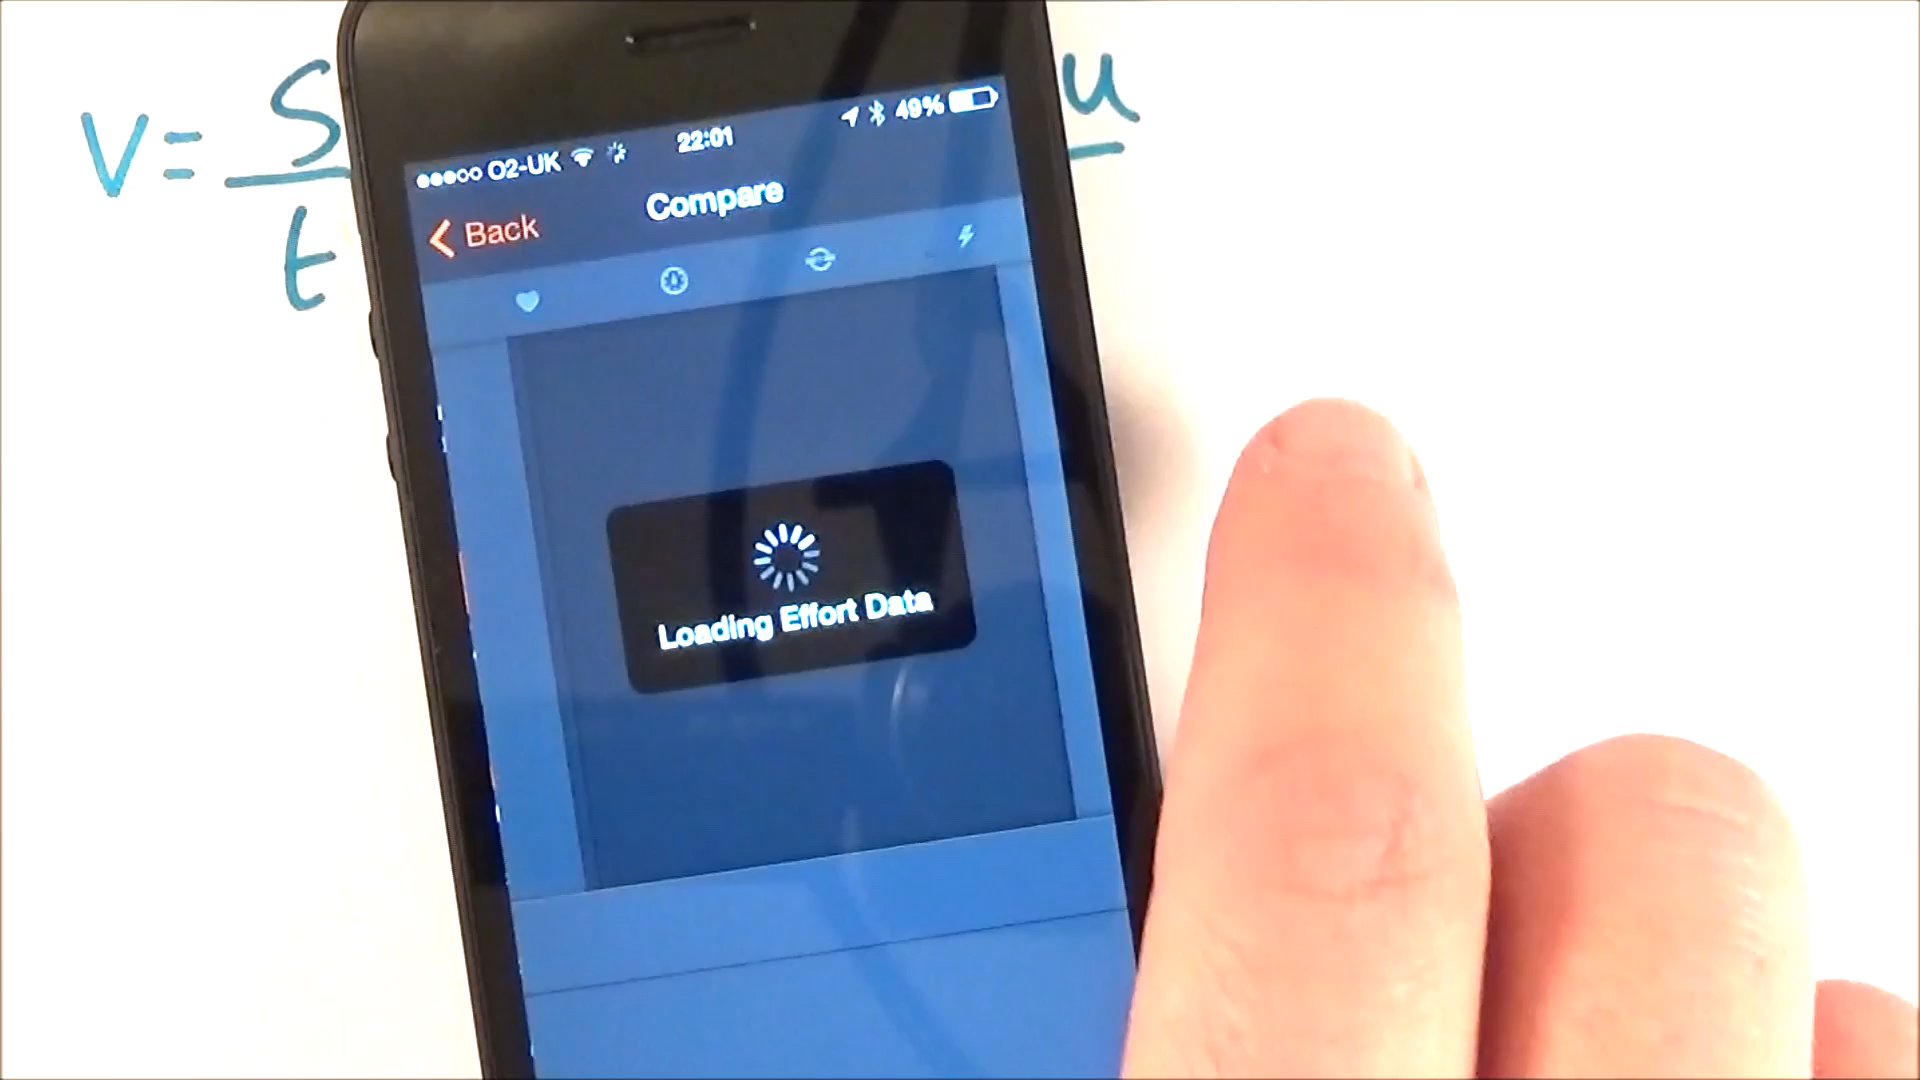 V = S
t
u
●●●○○ O2-UK 22:01 49%
Back Compare
Loading Effort Data